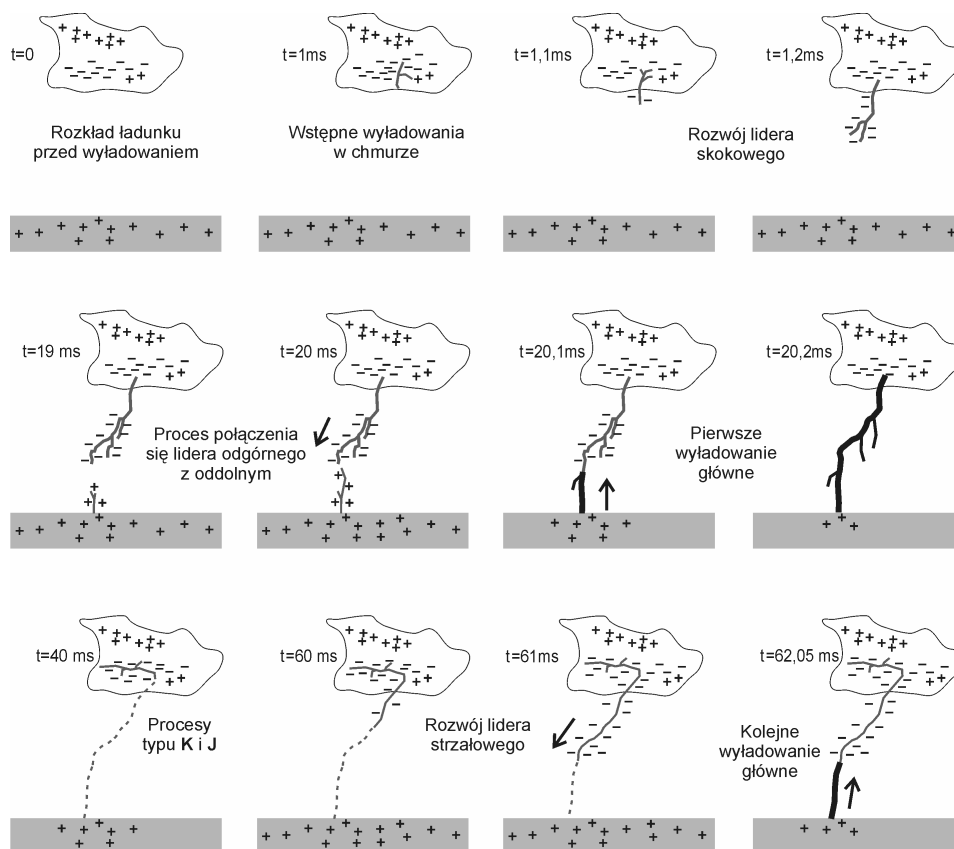 t=0
t=1ms
t=1,1ms
t=1,2ms
Rozkład ładunku
przed wyładowaniem
Wstępne wyładowania
w chmurze
Rozwój lidera
skokowego
t=19 ms
t=20 ms
t=20,1ms
t=20,2ms
Proces połączenia
się lidera odgórnego
z oddolnym
Pierwsze
wyładowanie
główne
t=40 ms
t=60 ms
t=61ms
t=62,05 ms
Procesy
typu K i J
Rozwój lidera
strzałowego
Kolejne
wyładowanie
główne